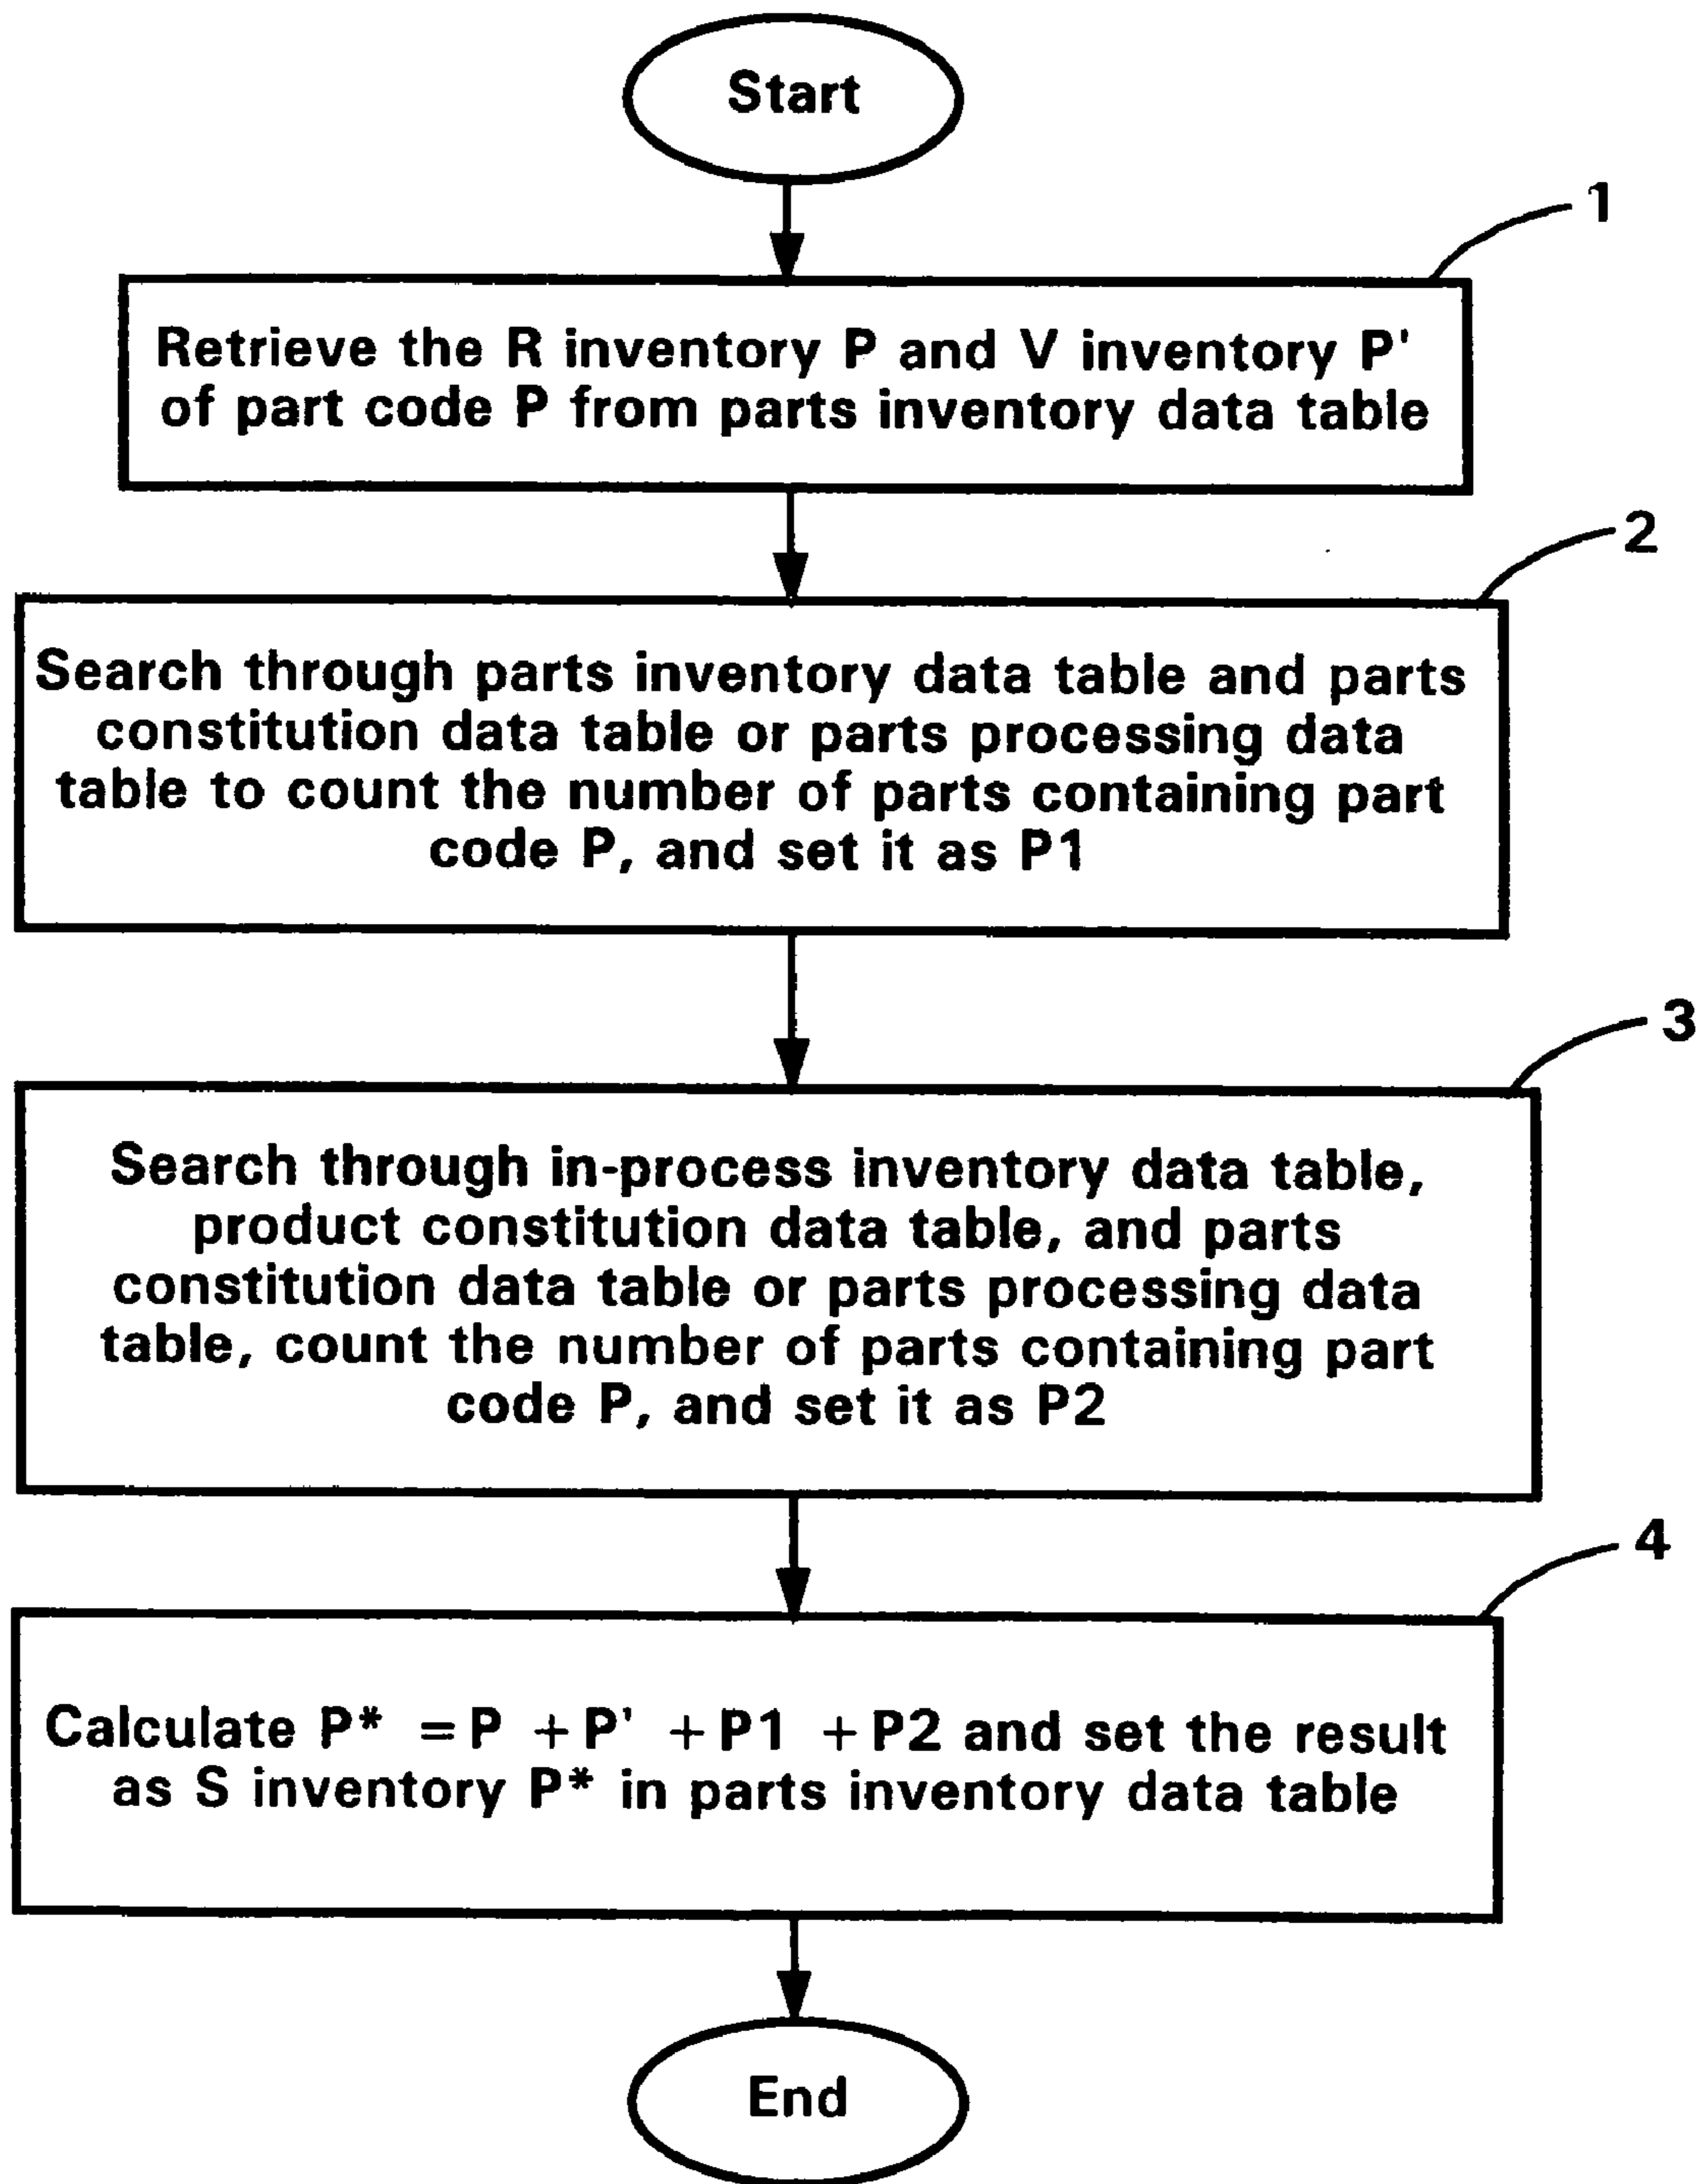 Start
1
Retrieve the R inventory P and V inventory P'
of part code P from parts inventory data table
2
Search through parts inventory data table and parts
constitution data table or parts processing data
table to count the number of parts containing part
code P, and set it as P1
3
Search through in-process inventory data table,
product constitution data table, and parts
constitution data table or parts processing data
table, count the number of parts containing part
code P, and set it as P2
4
Calculate P* = P + P' + P1 + P2 and set the result
as S inventory P* in parts inventory data table
End